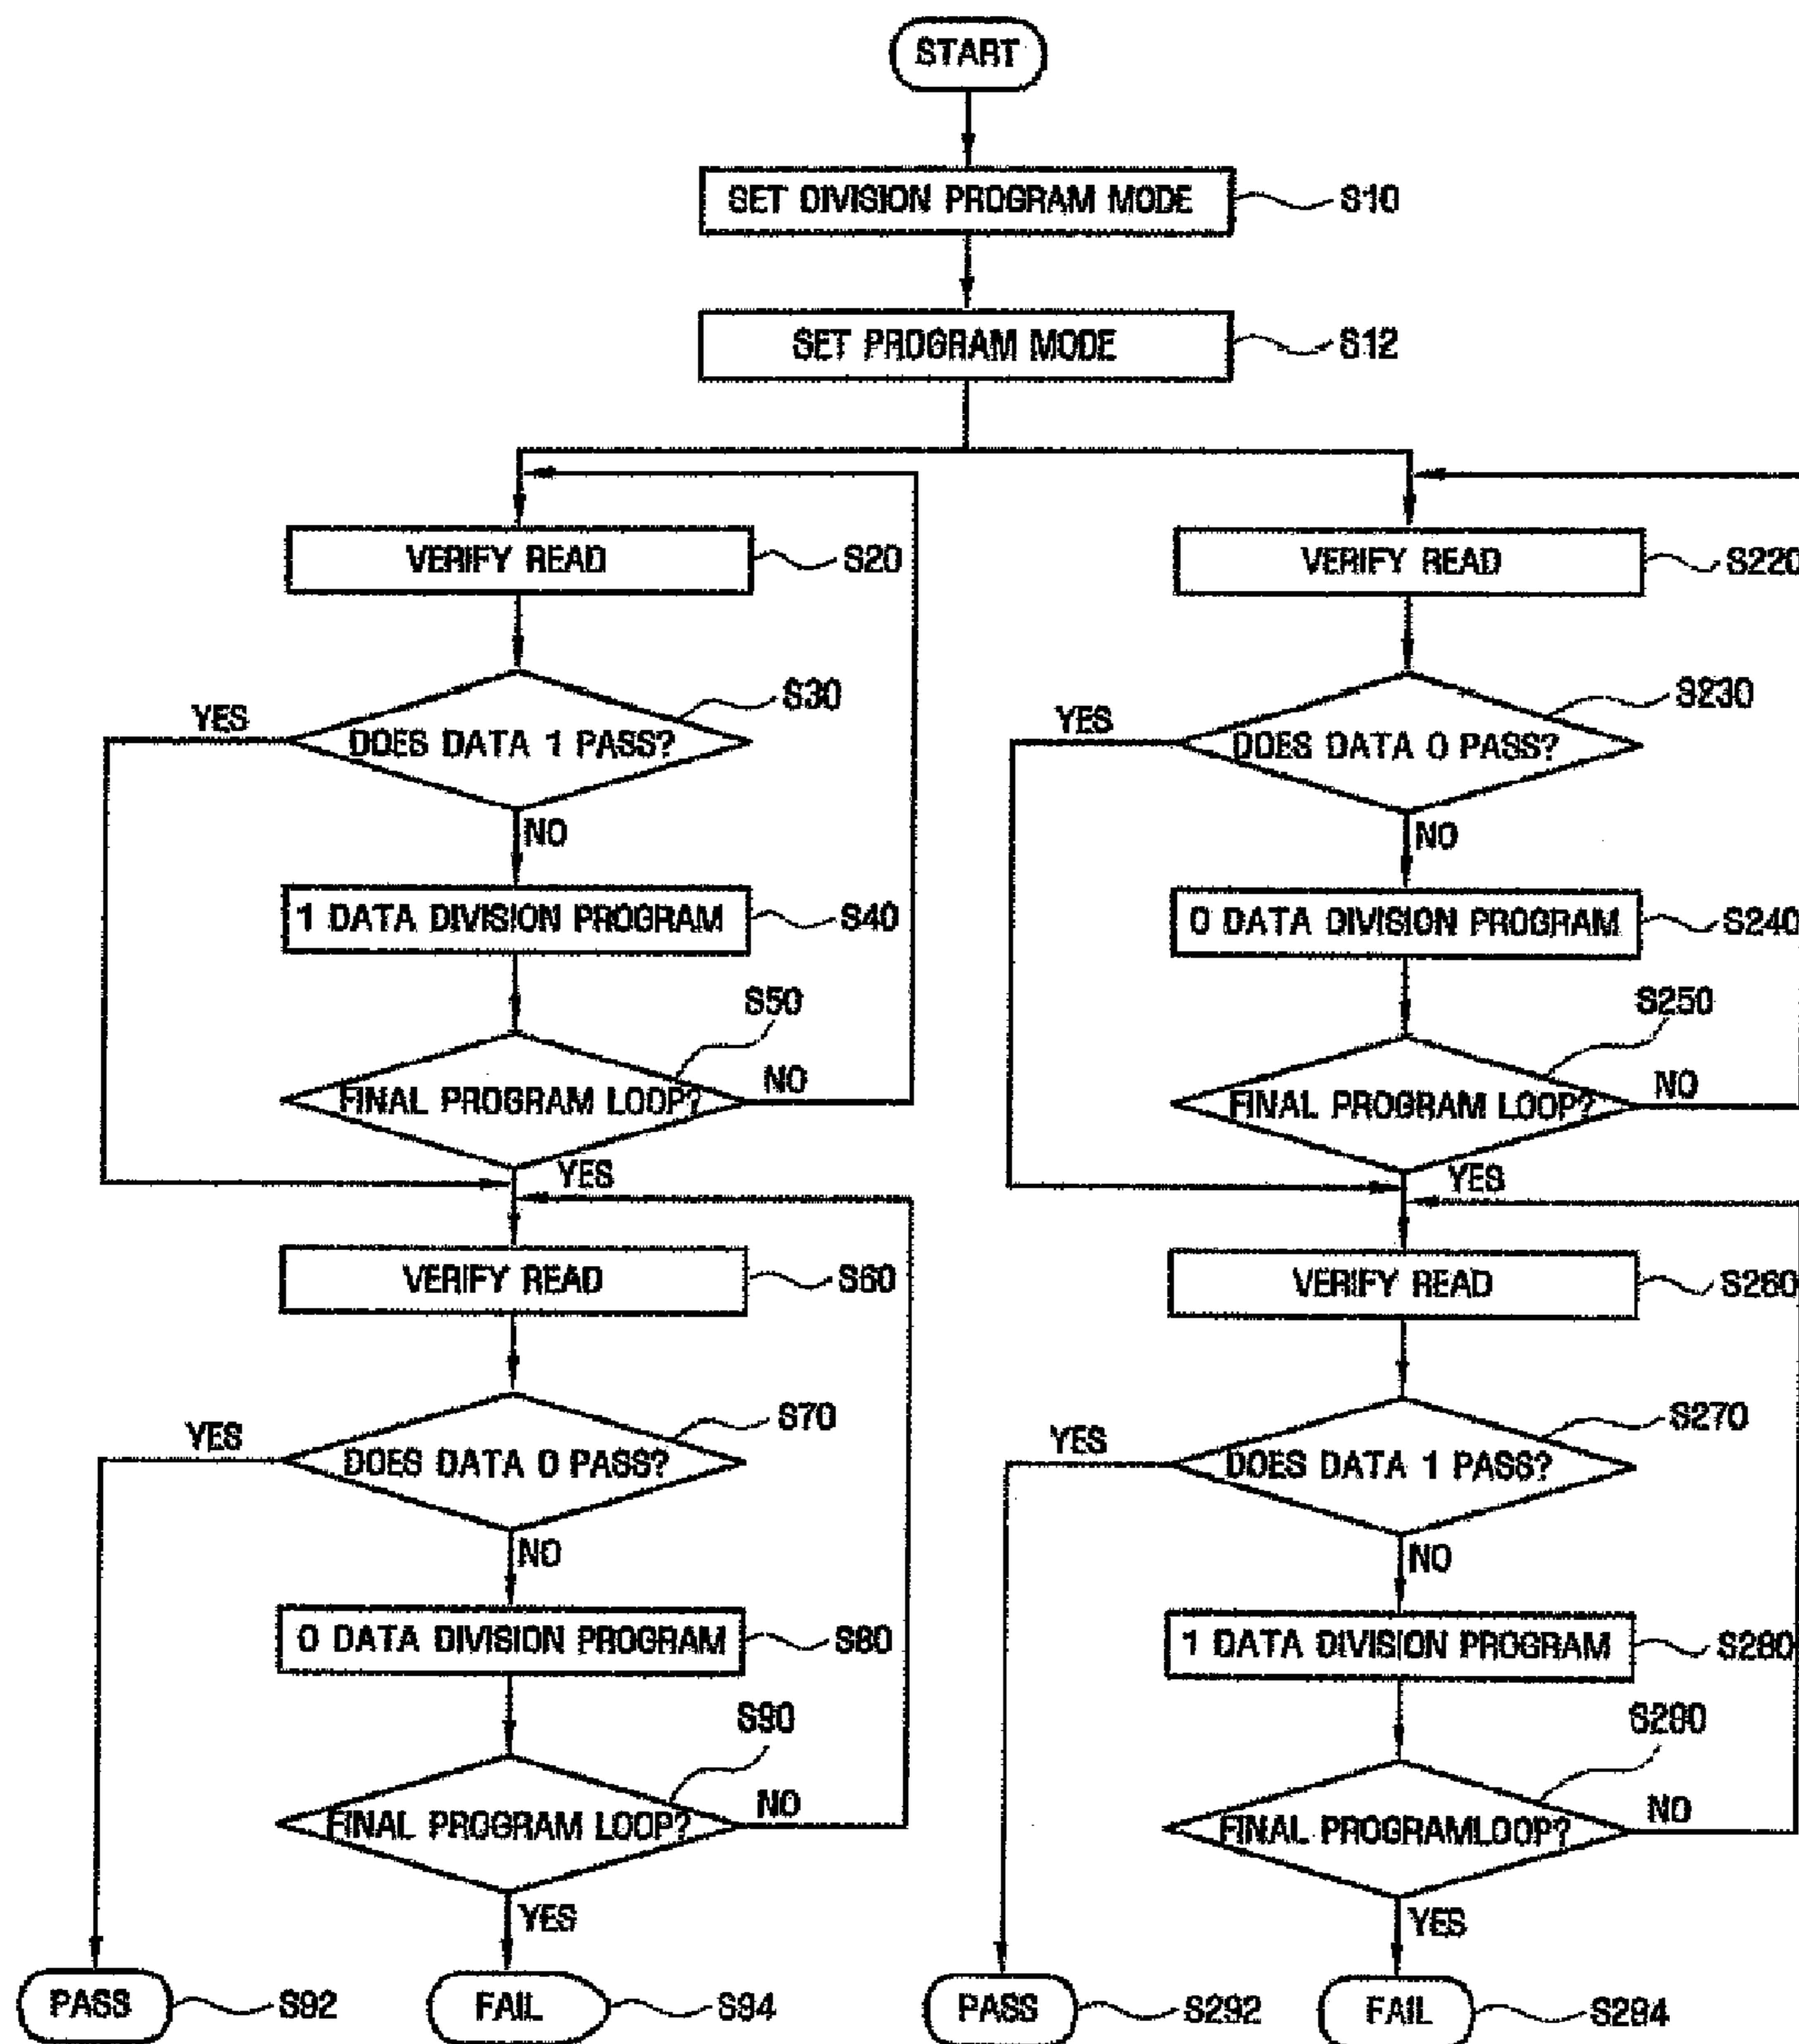 START
SET DIVISION PROGRAM MODE
S10
SET PROGRAM MODE
S12
VERIFY READ
S20
DOES DATA 1 PASS?
S30
YES
NO
1 DATA DIVISION PROGRAM
S40
FINAL PROGRAM LOOP?
S50
NO
YES
VERIFY READ
S60
DOES DATA 0 PASS?
S70
YES
NO
0 DATA DIVISION PROGRAM
S80
FINAL PROGRAM LOOP?
S90
NO
YES
PASS
S92
FAIL
S94
VERIFY READ
S220
DOES DATA 0 PASS?
S230
YES
NO
0 DATA DIVISION PROGRAM
S240
FINAL PROGRAM LOOP?
S250
NO
YES
VERIFY READ
S260
DOES DATA 1 PASS?
S270
YES
NO
1 DATA DIVISION PROGRAM
S280
FINAL PROGRAMLOOP?
S290
NO
YES
PASS
S292
FAIL
S294